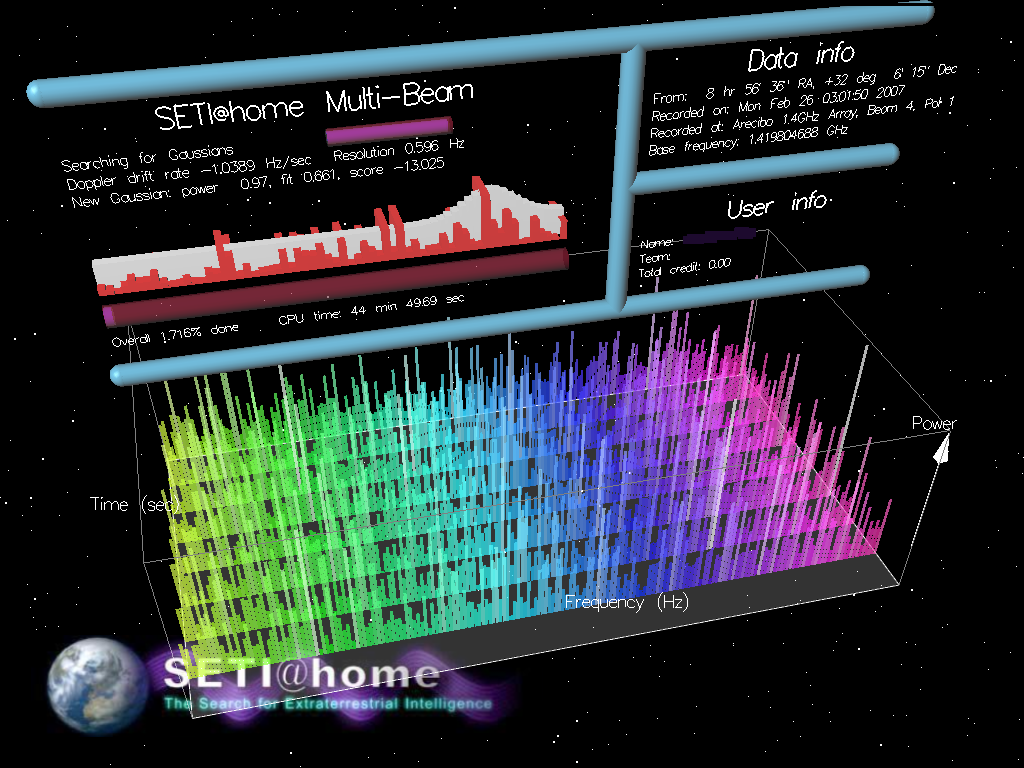 SETI@home Multi-Beam
Searching for Gaussians
Doppler drift rate -1.0389 Hz/sec Resolution 0.596 Hz
New Gaussian: power 0.97, fit 0.661, score -13.025
Overall 1.716% done CPU time: 44 min 49.69 sec
Data info
From: 8 hr 56' 36" RA, +32 deg 6' 15" Dec
Recorded on: Mon Feb 26 03:01:50 2007
Recorded at: Arecibo 1.4GHz Array, Beam 4, Pol 1
Base frequency: 1.419804688 GHz
User info
Name:
Team:
Total credit: 0.00
Power
Time (sec)
Frequency (Hz)
SETI@home
The Search for Extraterrestrial Intelligence